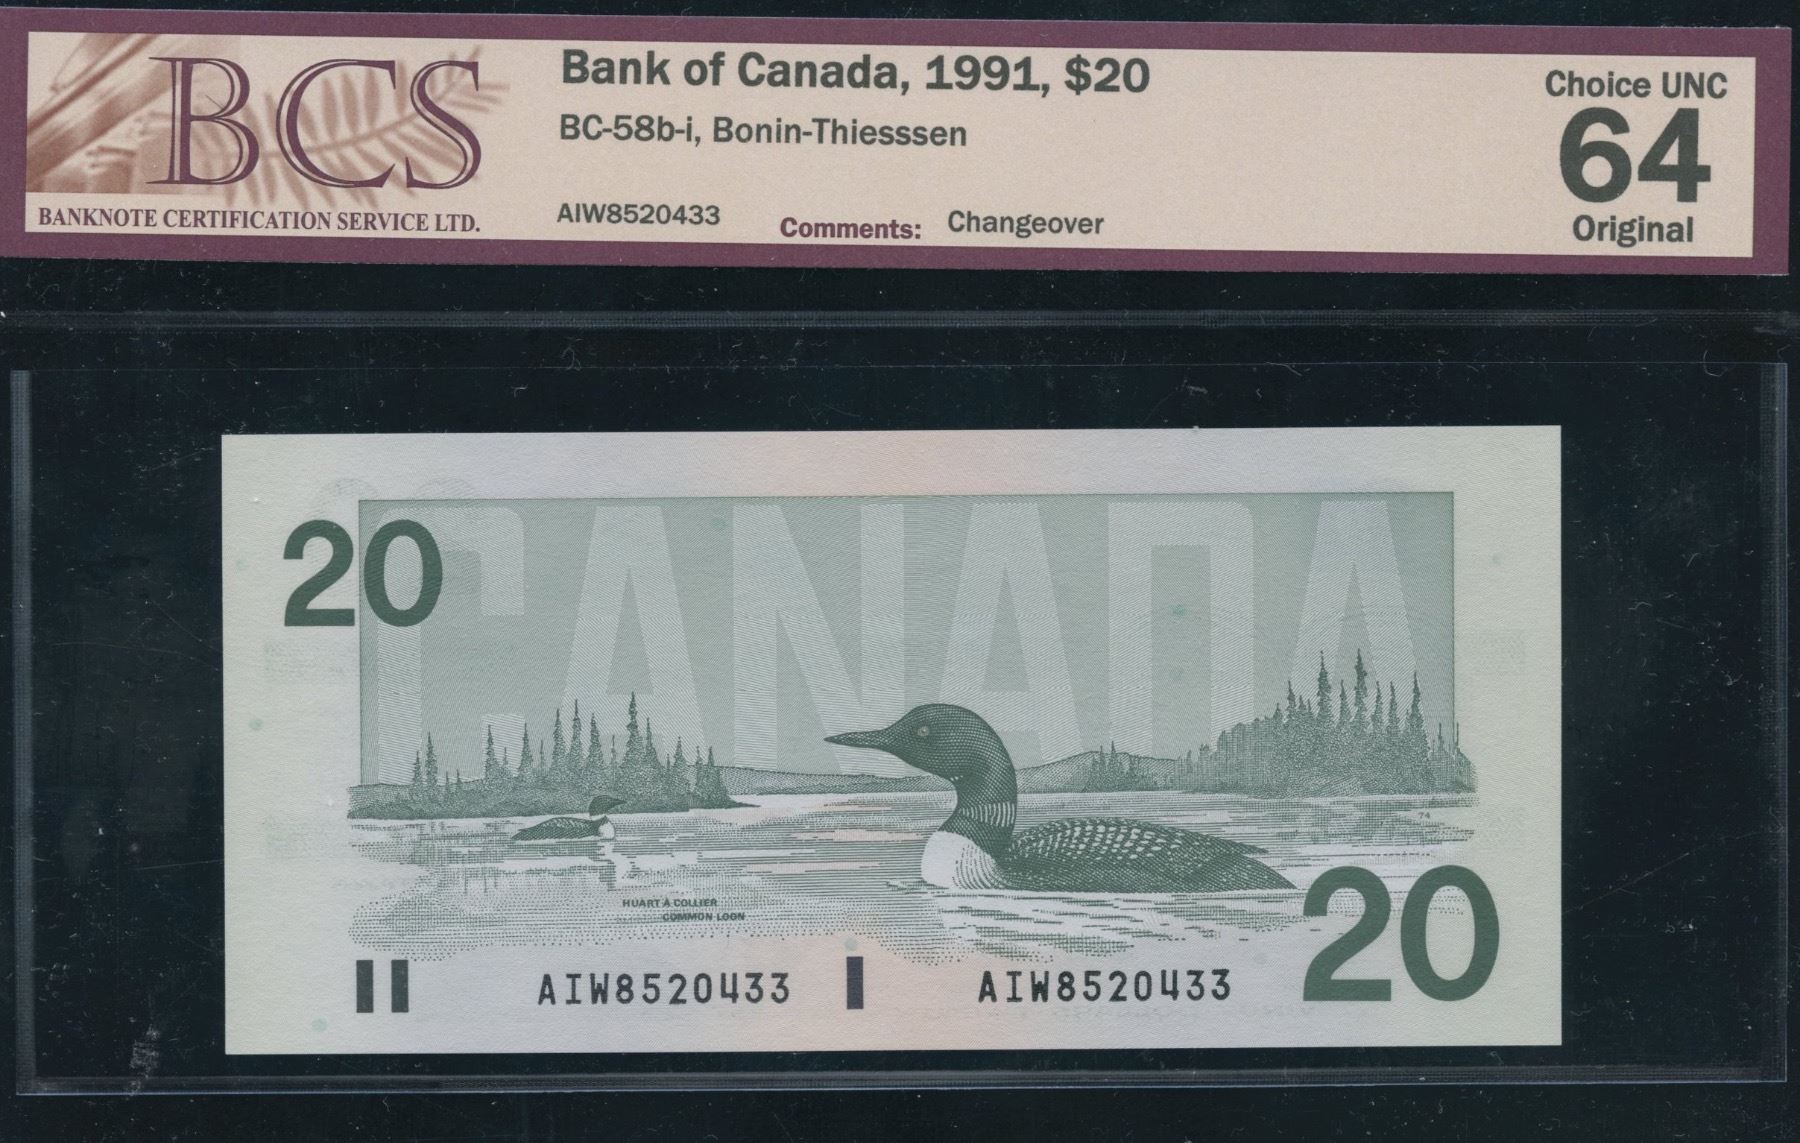 BCS
BANKNOTE CERTIFICATION SERVICE LTD.
Bank of Canada, 1991, $20
BC-58b-i, Bonin-Thiesssen
AIW8520433
Comments: Changeover
Choice UNC
64
Original
CANADA
20
74
HUART À COLLIER
COMMON LOON
20
AIW8520433
AIW8520433